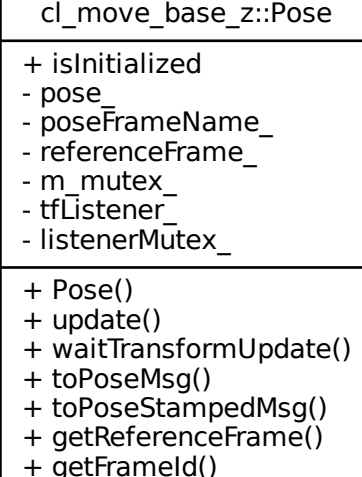 cl_move_base_z::Pose
+ isInitialized
- pose_
- poseFrameName_
- referenceFrame_
- m_mutex_
- tfListener_
- listenerMutex_
+ Pose()
+ update()
+ waitTransformUpdate()
+ toPoseMsg()
+ toPoseStampedMsg()
+ getReferenceFrame()
+ getFrameId()